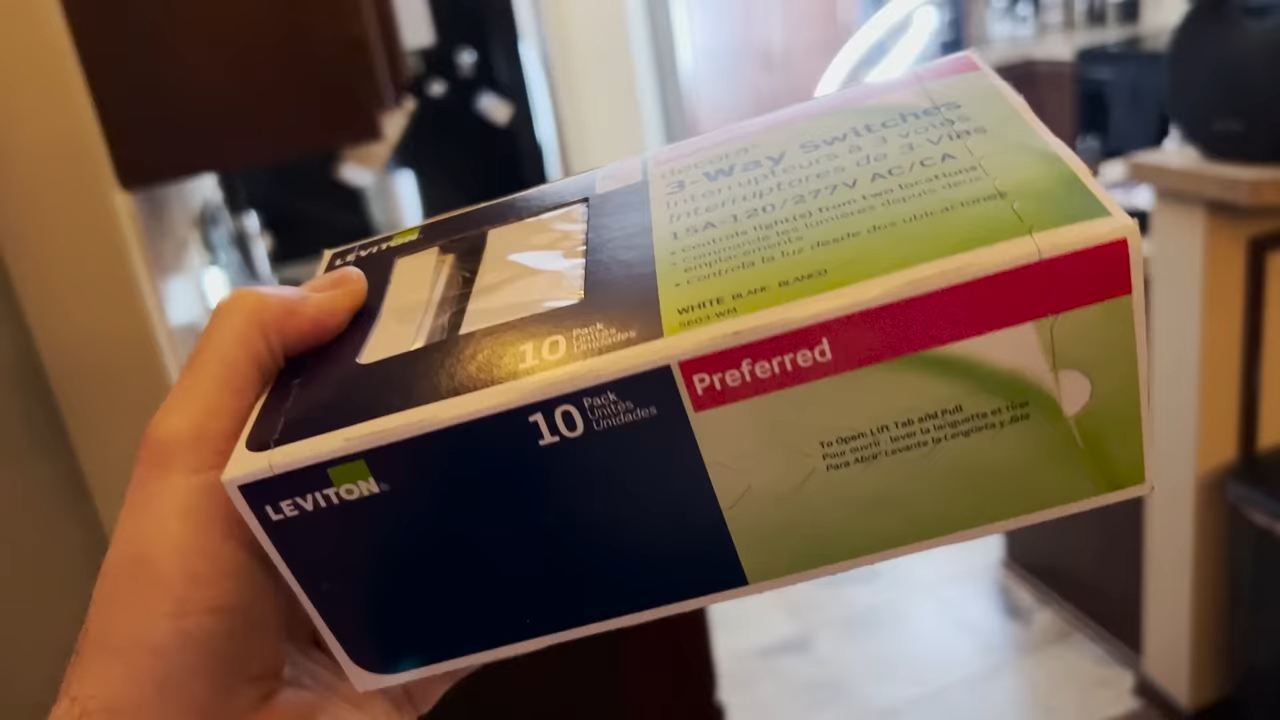 LEVITON
decora
3-Way Switches
Interrupteurs à 3 voies
Interruptores de 3-Vías
15A-120/277V AC/CA
• Controls light(s) from two locations
• Commande les lumières depuis deux
emplacements
• Controla la luz desde dos ubicaciones
WHITE BLANC BLANCO
5603-WM
10 Pack
Unités
Unidades
Preferred
10 Pack
Unités
Unidades
To Open: Lift Tab and Pull
Pour ouvrir : lever la languette et tirer
Para Abrir: Levante la Lengüeta y Jale
LEVITON